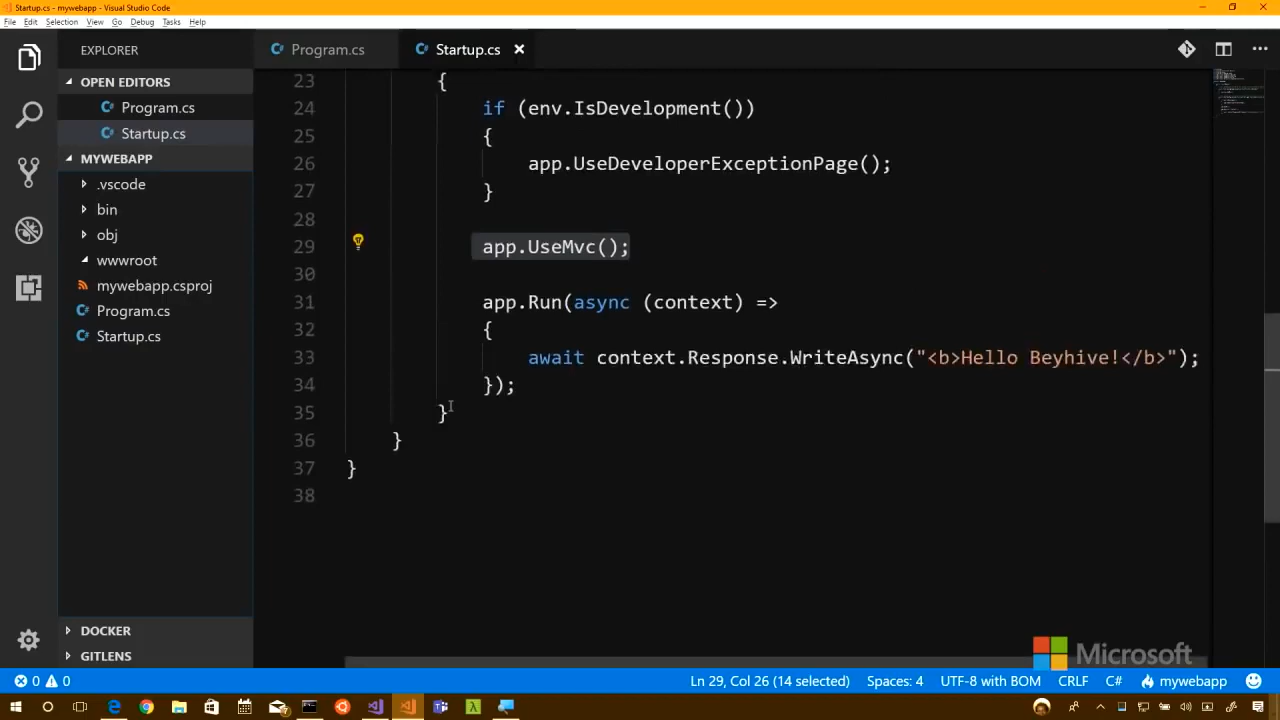 Startup.cs - mywebapp - Visual Studio Code
File Edit Selection View Go Debug Tasks Help
EXPLORER
OPEN EDITORS
C# Program.cs
C# Startup.cs
MYWEBAPP
.vscode
bin
obj
wwwroot
mywebapp.csproj
C# Program.cs
C# Startup.cs
DOCKER
GITLENS
C# Program.cs C# Startup.cs
23 {
24 if (env.IsDevelopment())
25 {
26 app.UseDeveloperExceptionPage();
27 }
28
29 app.UseMvc();
30
31 app.Run(async (context) =>
32 {
33 await context.Response.WriteAsync("<b>Hello Beyhive!</b>");
34 });
35 }
36 }
37 }
38
Microsoft
0 0 Ln 29, Col 26 (14 selected) Spaces: 4 UTF-8 with BOM CRLF C# mywebapp